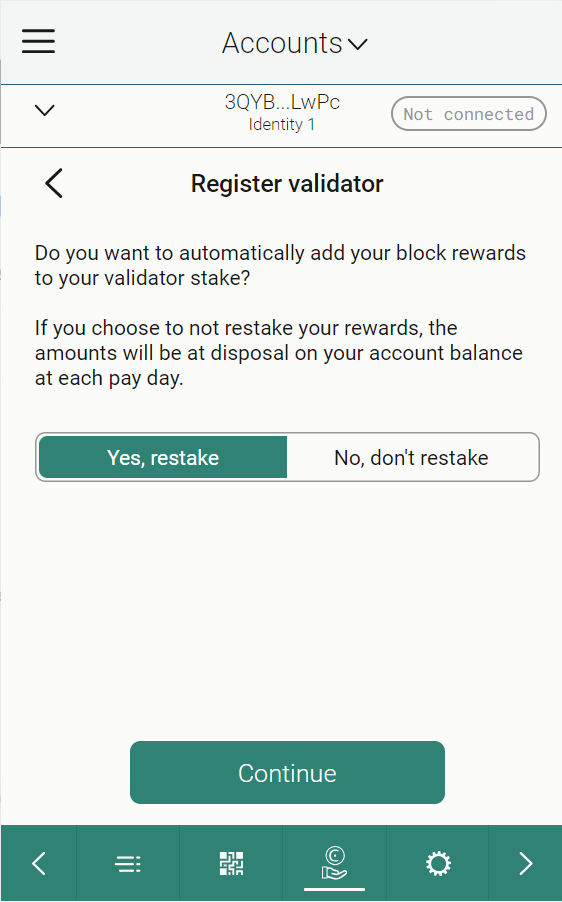 Accounts
3QYB...LwPc
Identity 1
Not connected
Register validator
Do you want to automatically add your block rewards
to your validator stake?
If you choose to not restake your rewards, the
amounts will be at disposal on your account balance
at each pay day.
Yes, restake
No, don't restake
Continue